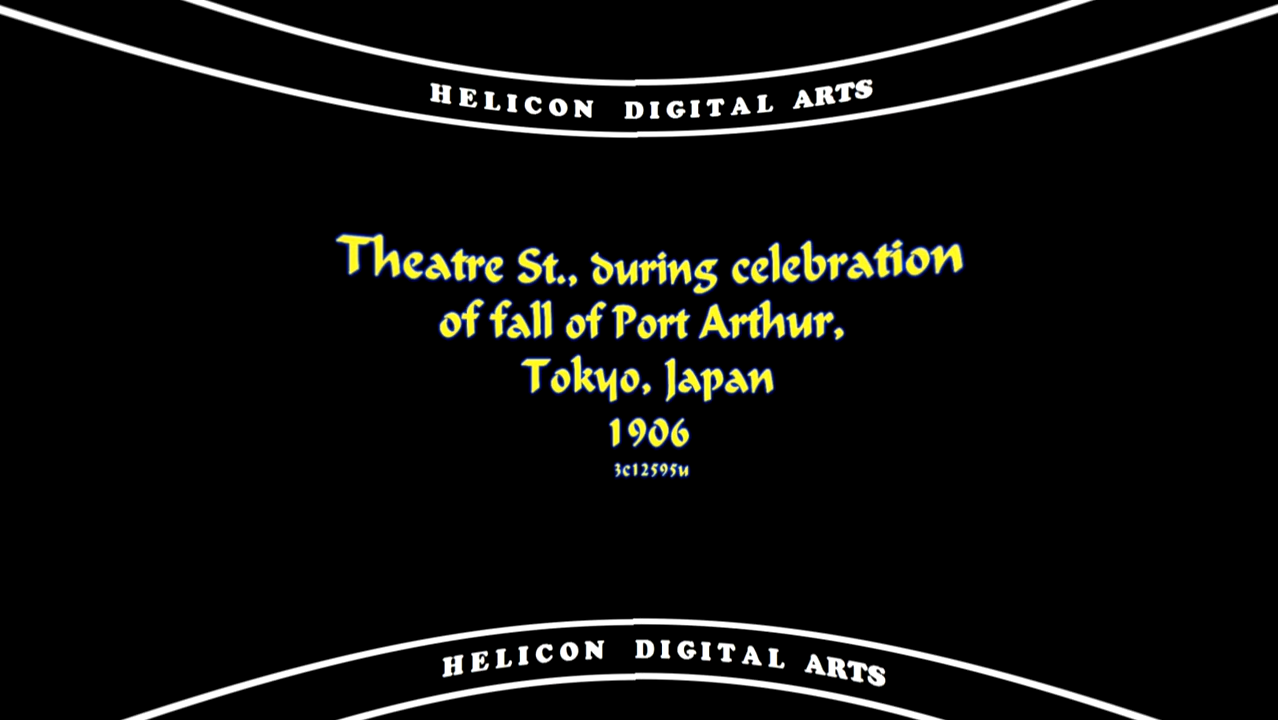 HELICON DIGITAL ARTS
Theatre St., during celebration
of fall of Port Arthur,
Tokyo, Japan
1906
3c12595u
HELICON DIGITAL ARTS